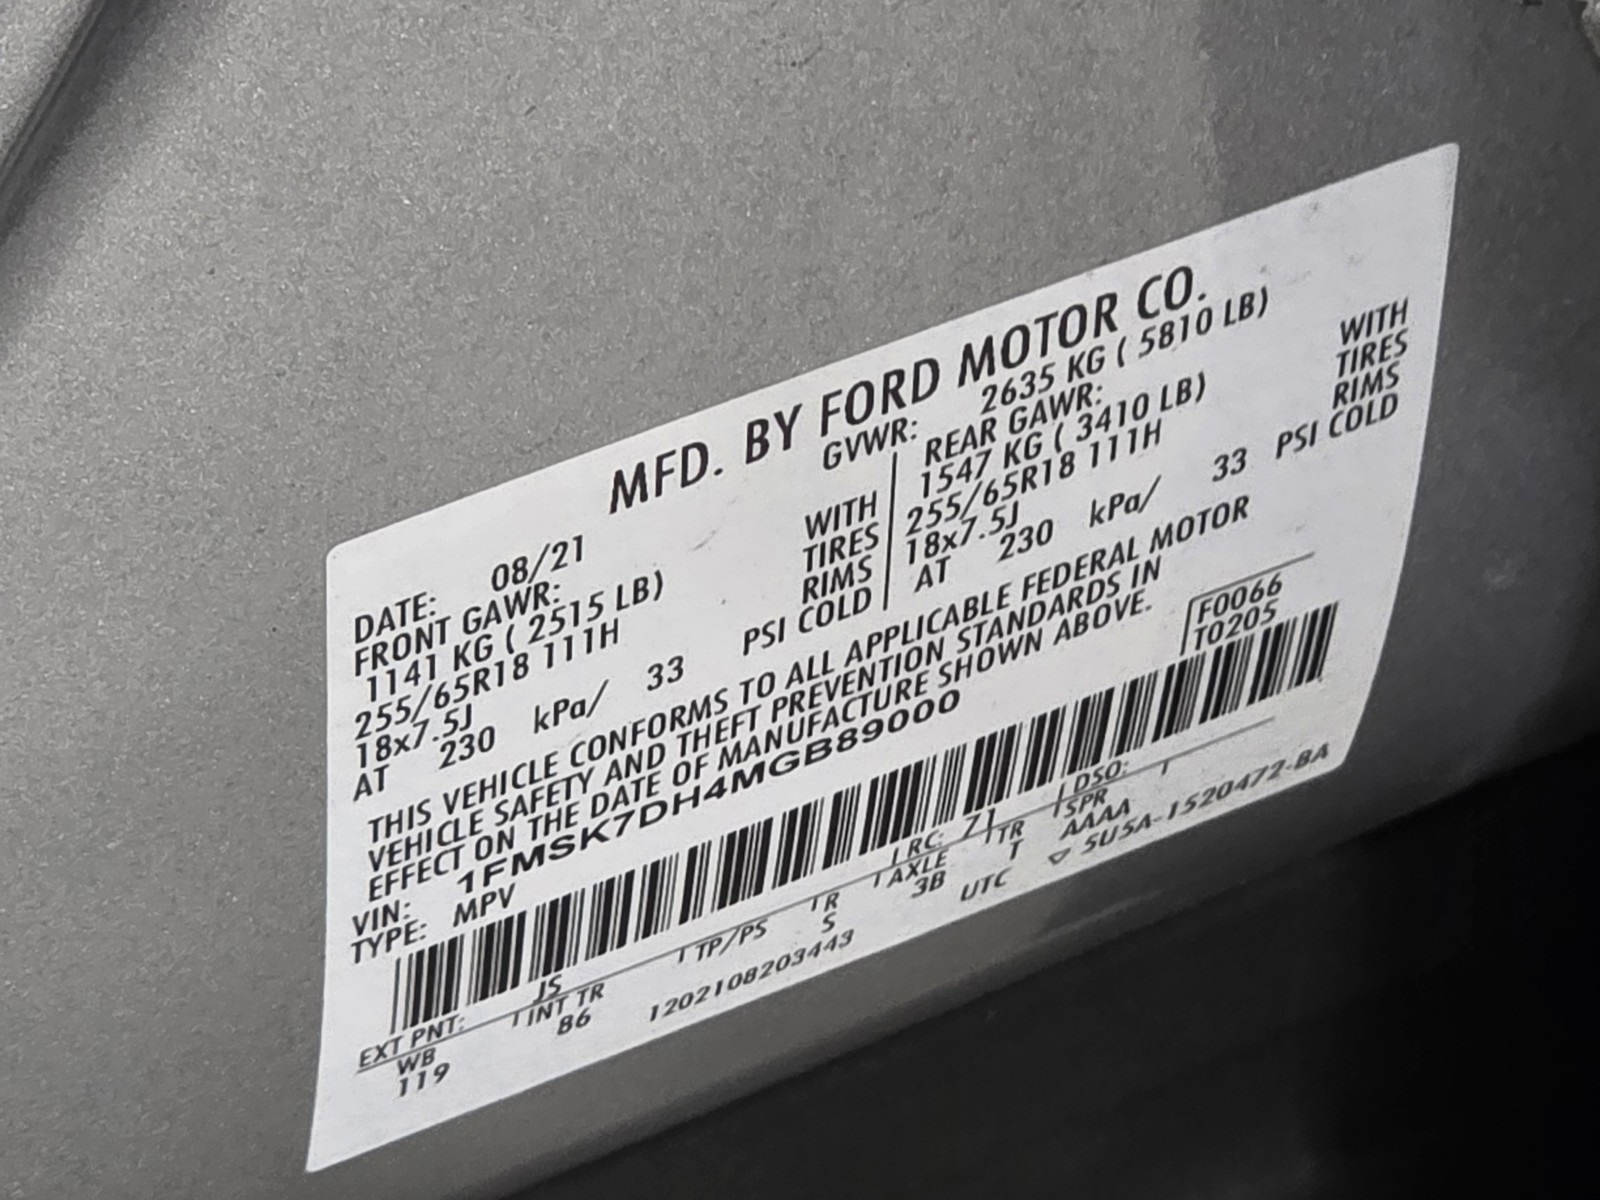 MFD. BY FORD MOTOR CO.
DATE: 08/21 GVWR: 2635 KG ( 5810 LB)
FRONT GAWR: REAR GAWR:
1141 KG ( 2515 LB) WITH 1547 KG ( 3410 LB) WITH
255/65R18 111H TIRES 255/65R18 111H TIRES
18x7.5J RIMS 18x7.5J RIMS
AT 230 kPa/ 33 PSI COLD AT 230 kPa/ 33 PSI COLD
THIS VEHICLE CONFORMS TO ALL APPLICABLE FEDERAL MOTOR
VEHICLE SAFETY AND THEFT PREVENTION STANDARDS IN
EFFECT ON THE DATE OF MANUFACTURE SHOWN ABOVE.
VIN: 1FMSK7DH4MGB89000 F0066
TYPE: MPV T0205
EXT PNT: JS RC: 71 DSO:
WB INT TR TP/PS R AXLE TR SPR
119 B6 S 3B T AAAA
1202108203443 UTC ▽ 5U5A-1520472-BA